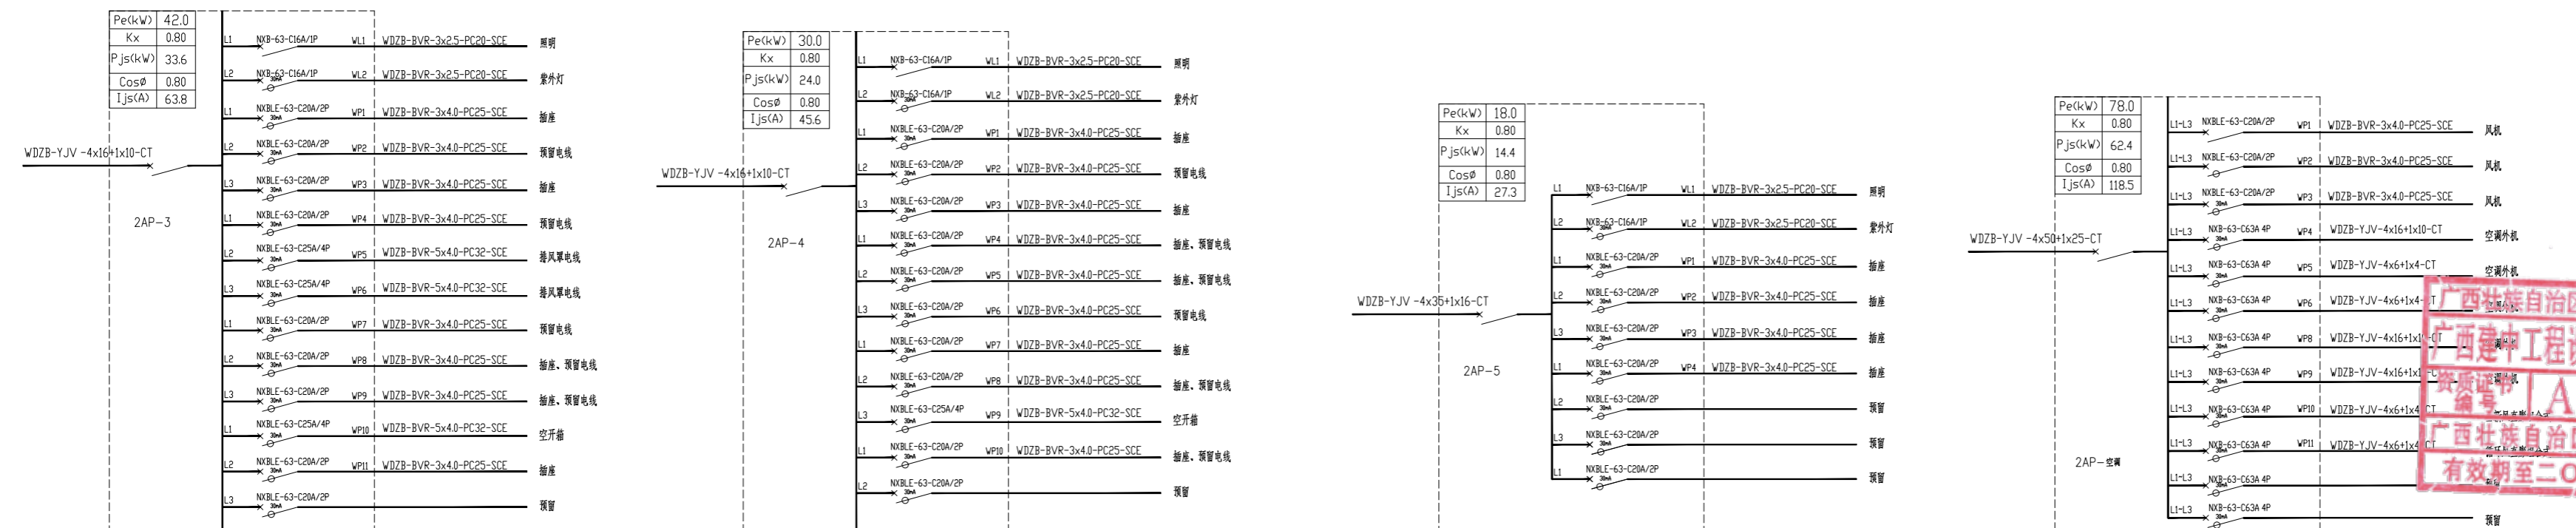 Pe(kW) 42.0
Kx 0.80
Pjs(kW) 33.6
CosØ 0.80
Ijs(A) 63.8
WDZB-YJV -4x16+1x10-CT
2AP-3
L1 NXB-63-C16A/1P WL1 WDZB-BVR-3x2.5-PC20-SCE 照明
L2 NXB-63-C16A/1P 30mA WL2 WDZB-BVR-3x2.5-PC20-SCE 紫外灯
L1 NXBLE-63-C20A/2P 30mA WP1 WDZB-BVR-3x4.0-PC25-SCE 插座
L2 NXBLE-63-C20A/2P 30mA WP2 WDZB-BVR-3x4.0-PC25-SCE 预留电线
L3 NXBLE-63-C20A/2P 30mA WP3 WDZB-BVR-3x4.0-PC25-SCE 插座
L1 NXBLE-63-C20A/2P 30mA WP4 WDZB-BVR-3x4.0-PC25-SCE 预留电线
L2 NXBLE-63-C25A/4P 30mA WP5 WDZB-BVR-5x4.0-PC32-SCE 排风罩电线
L3 NXBLE-63-C25A/4P 30mA WP6 WDZB-BVR-5x4.0-PC32-SCE 排风罩电线
L1 NXBLE-63-C20A/2P 30mA WP7 WDZB-BVR-3x4.0-PC25-SCE 预留电线
L2 NXBLE-63-C20A/2P 30mA WP8 WDZB-BVR-3x4.0-PC25-SCE 插座、预留电线
L3 NXBLE-63-C20A/2P 30mA WP9 WDZB-BVR-3x4.0-PC25-SCE 插座、预留电线
L1 NXBLE-63-C25A/4P 30mA WP10 WDZB-BVR-5x4.0-PC32-SCE 空开箱
L2 NXBLE-63-C20A/2P 30mA WP11 WDZB-BVR-3x4.0-PC25-SCE 插座
L3 NXBLE-63-C20A/2P 30mA 预留
Pe(kW) 30.0
Kx 0.80
Pjs(kW) 24.0
CosØ 0.80
Ijs(A) 45.6
WDZB-YJV -4x16+1x10-CT
2AP-4
L1 NXB-63-C16A/1P WL1 WDZB-BVR-3x2.5-PC20-SCE 照明
L2 NXB-63-C16A/1P 30mA WL2 WDZB-BVR-3x2.5-PC20-SCE 紫外灯
L1 NXBLE-63-C20A/2P 30mA WP1 WDZB-BVR-3x4.0-PC25-SCE 插座
L2 NXBLE-63-C20A/2P 30mA WP2 WDZB-BVR-3x4.0-PC25-SCE 预留电线
L3 NXBLE-63-C20A/2P 30mA WP3 WDZB-BVR-3x4.0-PC25-SCE 插座
L1 NXBLE-63-C20A/2P 30mA WP4 WDZB-BVR-3x4.0-PC25-SCE 插座、预留电线
L2 NXBLE-63-C20A/2P 30mA WP5 WDZB-BVR-3x4.0-PC25-SCE 插座、预留电线
L3 NXBLE-63-C20A/2P 30mA WP6 WDZB-BVR-3x4.0-PC25-SCE 预留电线
L1 NXBLE-63-C20A/2P 30mA WP7 WDZB-BVR-3x4.0-PC25-SCE 插座
L2 NXBLE-63-C20A/2P 30mA WP8 WDZB-BVR-3x4.0-PC25-SCE 插座、预留电线
L3 NXBLE-63-C25A/4P 30mA WP9 WDZB-BVR-5x4.0-PC32-SCE 空开箱
L1 NXBLE-63-C20A/2P 30mA WP10 WDZB-BVR-3x4.0-PC25-SCE 插座、预留电线
L2 NXBLE-63-C20A/2P 30mA 预留
Pe(kW) 18.0
Kx 0.80
Pjs(kW) 14.4
CosØ 0.80
Ijs(A) 27.3
WDZB-YJV -4x35+1x16-CT
2AP-5
L1 NXB-63-C16A/1P WL1 WDZB-BVR-3x2.5-PC20-SCE 照明
L2 NXB-63-C16A/1P 30mA WL2 WDZB-BVR-3x2.5-PC20-SCE 紫外灯
L1 NXBLE-63-C20A/2P 30mA WP1 WDZB-BVR-3x4.0-PC25-SCE 插座
L2 NXBLE-63-C20A/2P 30mA WP2 WDZB-BVR-3x4.0-PC25-SCE 插座
L3 NXBLE-63-C20A/2P 30mA WP3 WDZB-BVR-3x4.0-PC25-SCE 插座
L1 NXBLE-63-C20A/2P 30mA WP4 WDZB-BVR-3x4.0-PC25-SCE 插座
L2 NXBLE-63-C20A/2P 30mA 预留
L3 NXBLE-63-C20A/2P 30mA 预留
L1 NXBLE-63-C20A/2P 30mA 预留
Pe(kW) 78.0
Kx 0.80
Pjs(kW) 62.4
CosØ 0.80
Ijs(A) 118.5
WDZB-YJV -4x50+1x25-CT
2AP-空调
L1-L3 NXBLE-63-C20A/2P WP1 WDZB-BVR-3x4.0-PC25-SCE 风机
L1-L3 NXBLE-63-C20A/2P 30mA WP2 WDZB-BVR-3x4.0-PC25-SCE 风机
L1-L3 NXBLE-63-C20A/2P 30mA WP3 WDZB-BVR-3x4.0-PC25-SCE 风机
L1-L3 NXB-63-C63A 4P 30mA WP4 WDZB-YJV-4x16+1x10-CT 空调外机
L1-L3 NXB-63-C63A 4P 30mA WP5 WDZB-YJV-4x6+1x4-CT 空调外机
L1-L3 NXB-63-C63A 4P 30mA WP6 WDZB-YJV-4x6+1x4-CT
L1-L3 NXB-63-C63A 4P 30mA WP8 WDZB-YJV-4x16+1x10-CT
L1-L3 NXB-63-C63A 4P 30mA WP9 WDZB-YJV-4x16+1x1
L1-L3 NXB-63-C63A 4P 30mA WP10 WDZB-YJV-4x6+1x4
L1-L3 NXB-63-C63A 4P 30mA WP11 WDZB-YJV-4x6+1x4
L1-L3 NXB-63-C63A 4P 30mA
L1-L3 NXB-63-C63A 4P 30mA 预留
广西壮族自治区
广西建中工程设
资质证书编号 A
广西壮族自治区
有效期至二O